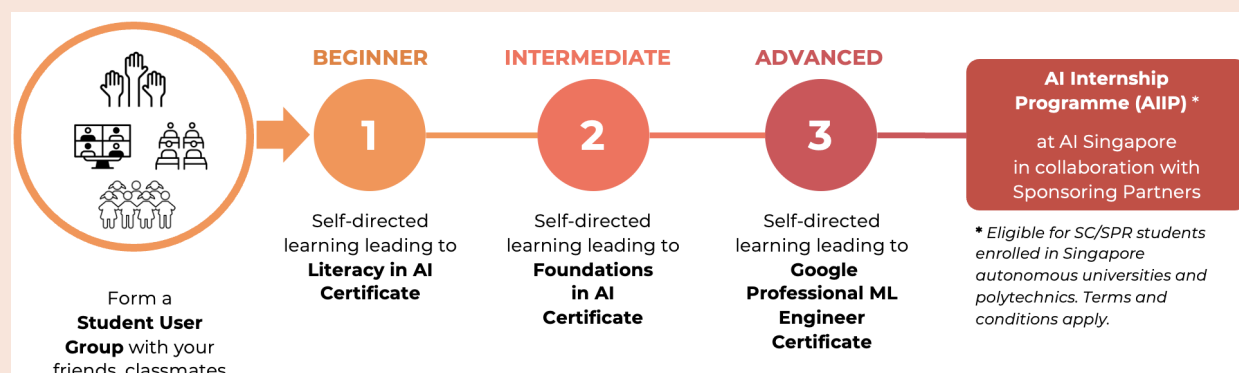 BEGINNER
INTERMEDIATE
ADVANCED
1
2
3
AI Internship
Programme (AIIP) *
at AI Singapore
in collaboration with
Sponsoring Partners
Form a
Student User
Group with your
friends, classmates
Self-directed
learning leading to
Literacy in AI
Certificate
Self-directed
learning leading to
Foundations
in AI
Certificate
Self-directed
learning leading to
Google
Professional ML
Engineer
Certificate
* Eligible for SC/SPR students
enrolled in Singapore
autonomous universities and
polytechnics. Terms and
conditions apply.